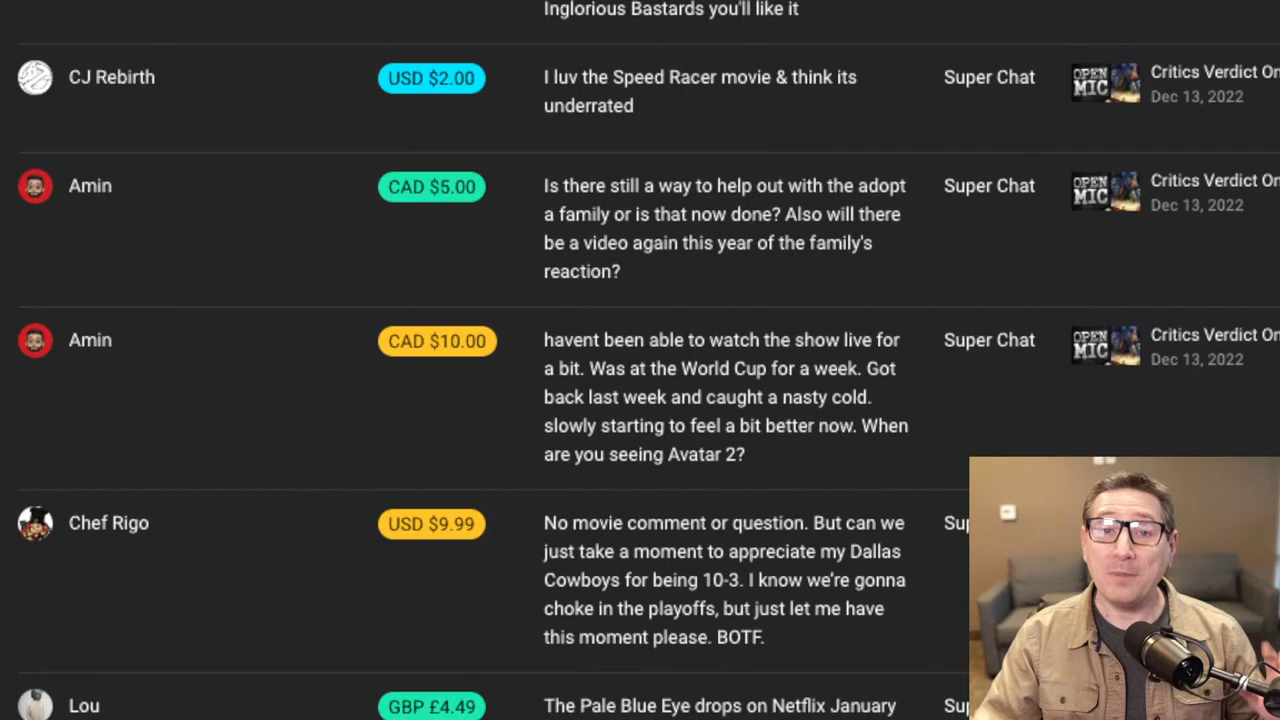 Inglorious Bastards you'll like it
CJ Rebirth
USD $2.00
I luv the Speed Racer movie & think its
underrated
Super Chat
OPEN
MIC
Critics Verdict On
Dec 13, 2022
Amin
CAD $5.00
Is there still a way to help out with the adopt
a family or is that now done? Also will there
be a video again this year of the family's
reaction?
Super Chat
OPEN
MIC
Critics Verdict On
Dec 13, 2022
Amin
CAD $10.00
havent been able to watch the show live for
a bit. Was at the World Cup for a week. Got
back last week and caught a nasty cold.
slowly starting to feel a bit better now. When
are you seeing Avatar 2?
Super Chat
OPEN
MIC
Critics Verdict On
Dec 13, 2022
Chef Rigo
USD $9.99
No movie comment or question. But can we
just take a moment to appreciate my Dallas
Cowboys for being 10-3. I know we're gonna
choke in the playoffs, but just let me have
this moment please. BOTF.
Sup
Lou
GBP £4.49
The Pale Blue Eye drops on Netflix January
Sup